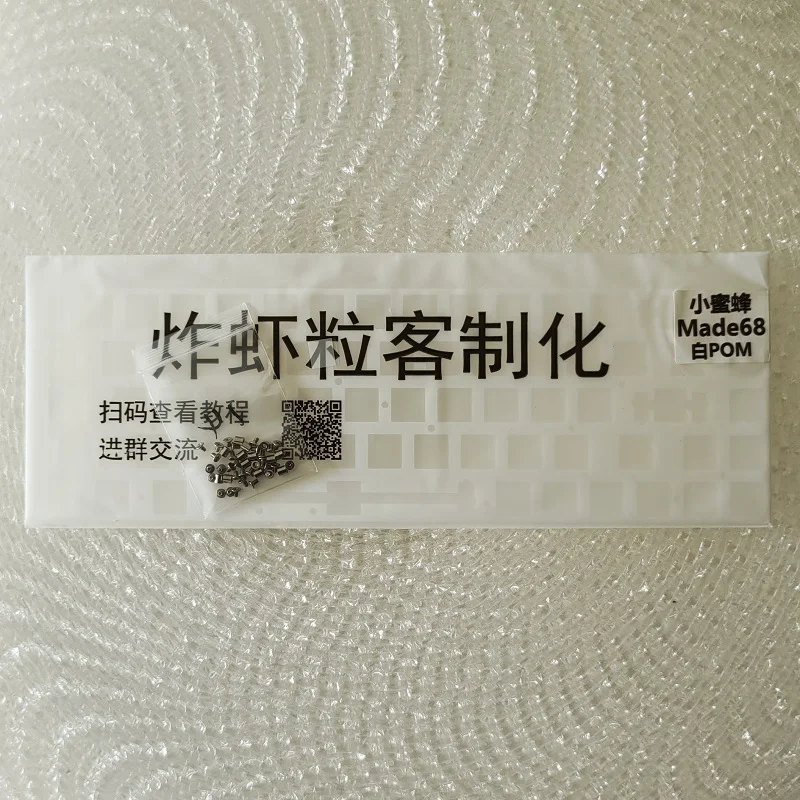 炸虾粒客制化
小蜜蜂
Made68
白POM
扫码查看教程
进群交流